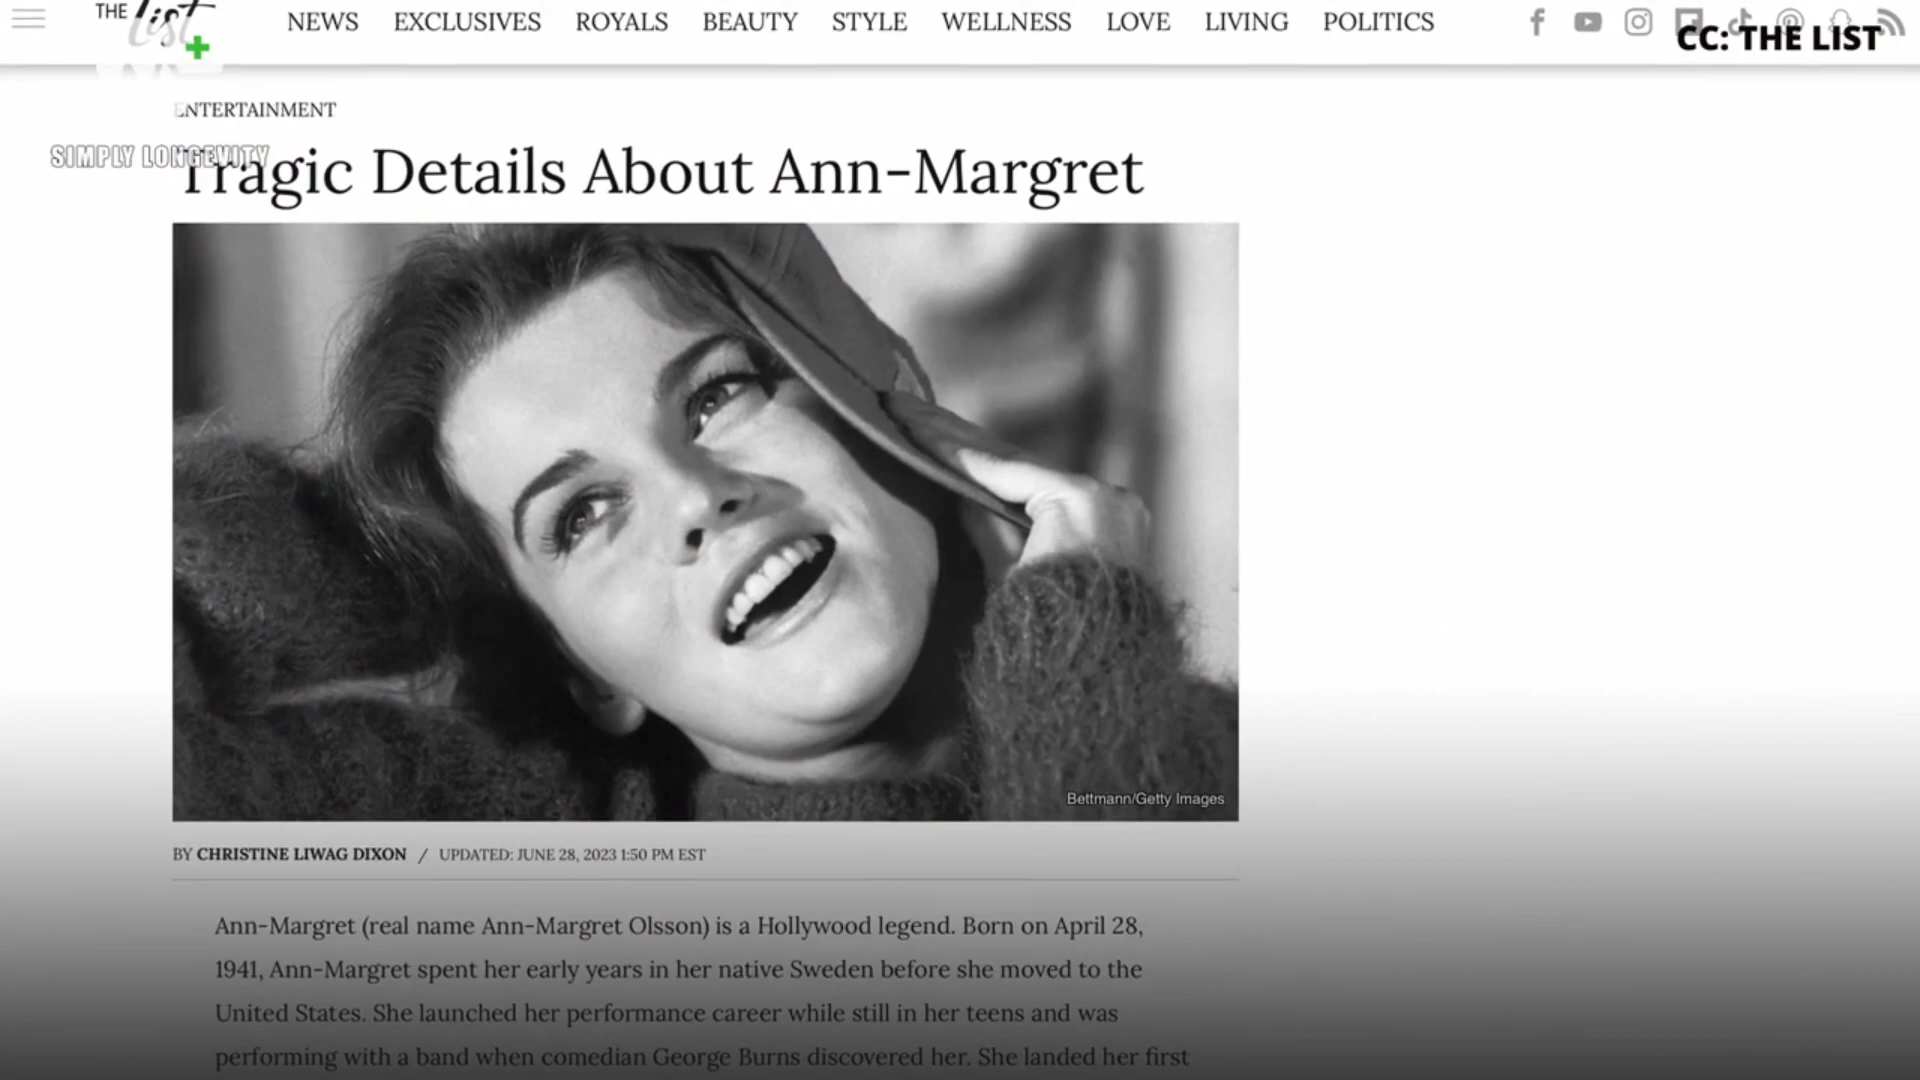 THE list
NEWS EXCLUSIVES ROYALS BEAUTY STYLE WELLNESS LOVE LIVING POLITICS
CC: THE LIST
ENTERTAINMENT
SIMPLY LONGEVITY
Tragic Details About Ann-Margret
Bettmann/Getty Images
BY CHRISTINE LIWAG DIXON / UPDATED: JUNE 28, 2023 1:50 PM EST
Ann-Margret (real name Ann-Margret Olsson) is a Hollywood legend. Born on April 28,
1941, Ann-Margret spent her early years in her native Sweden before she moved to the
United States. She launched her performance career while still in her teens and was
performing with a band when comedian George Burns discovered her. She landed her first